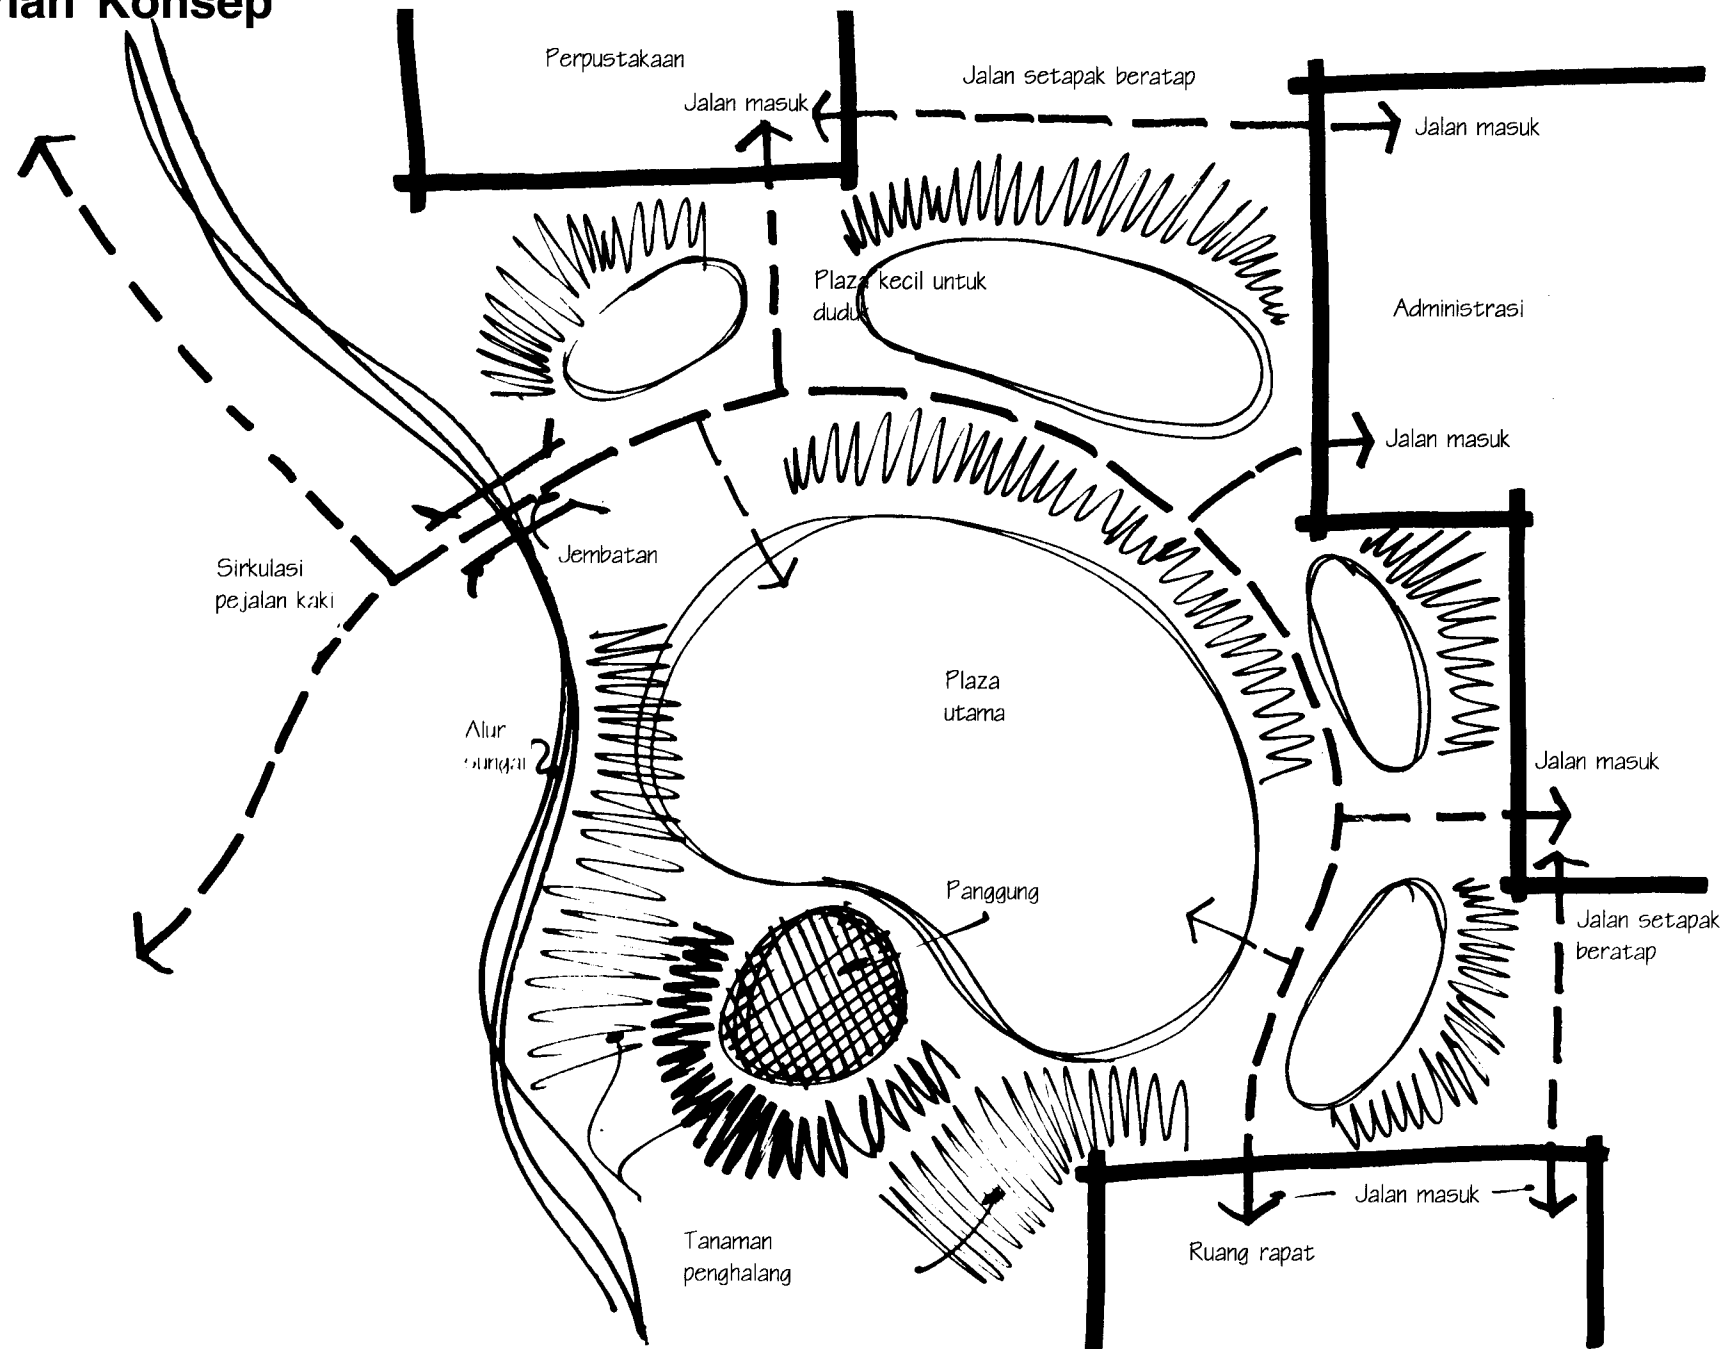 Konsep
Perpustakaan
Jalan setapak beratap
Jalan masuk
Jalan masuk
Plaza kecil untuk
duduk
Administrasi
Jalan masuk
Jembatan
Sirkulasi
pejalan kaki
Plaza
utama
Alur
sungai
Jalan masuk
Panggung
Jalan setapak
beratap
Jalan masuk
Tanaman
penghalang
Ruang rapat